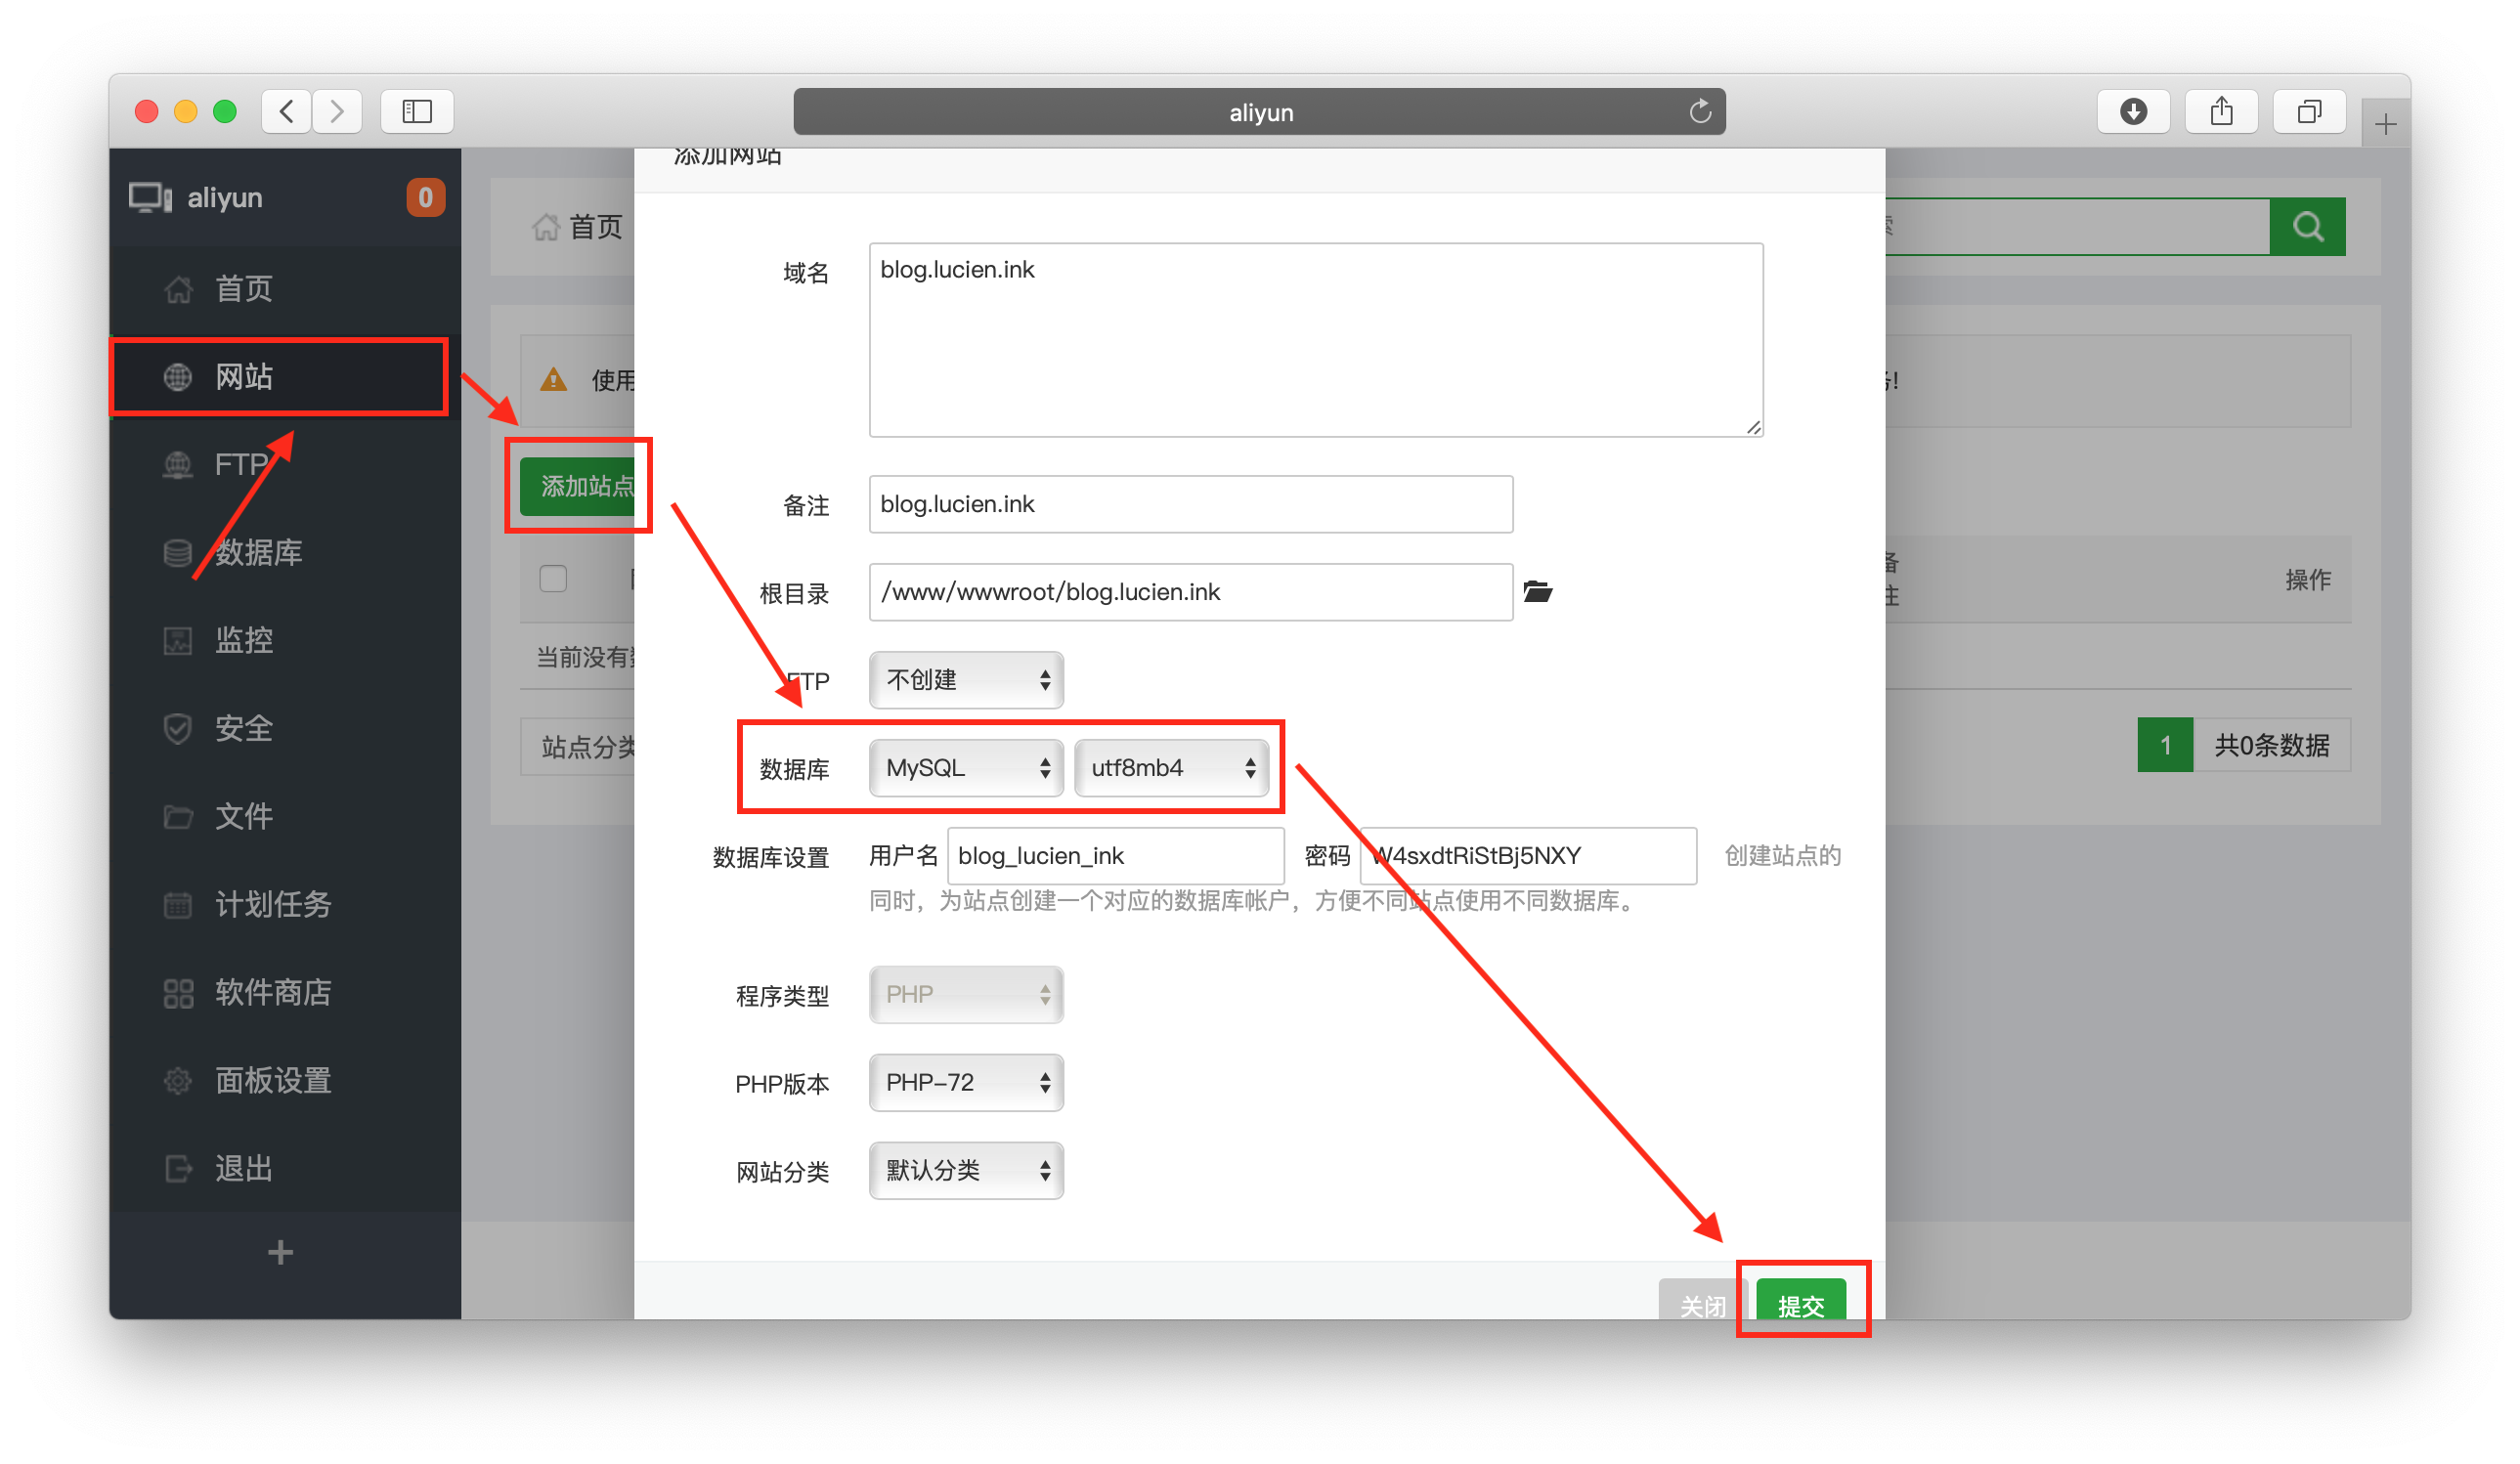 aliyun
aliyun
0
首页
网站
FTP
数据库
监控
安全
文件
计划任务
软件商店
面板设置
退出
首页
使用
添加站点
当前没有
站点分类
添加网站
域名
blog.lucien.ink
备注
blog.lucien.ink
根目录
/www/wwwroot/blog.lucien.ink
FTP
不创建
数据库
MySQL
utf8mb4
数据库设置
用户名
blog_lucien_ink
密码
W4sxdtRiStBj5NXY
创建站点的
同时，为站点创建一个对应的数据库帐户，方便不同站点使用不同数据库。
程序类型
PHP
PHP版本
PHP-72
网站分类
默认分类
关闭
提交
备
注
操作
1
共0条数据